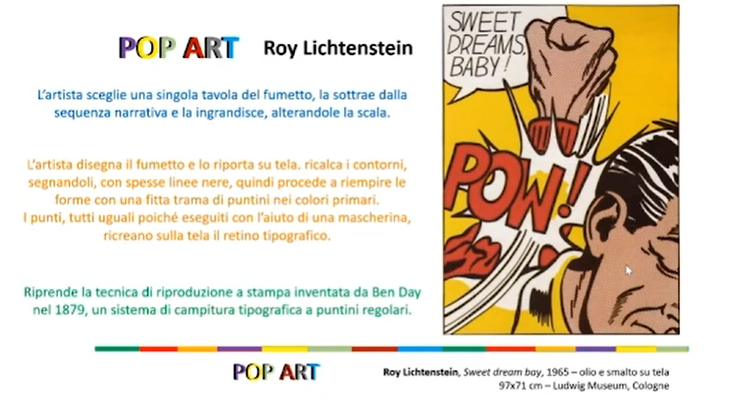 POP ART Roy Lichtenstein
L'artista sceglie una singola tavola del fumetto, la sottrae dalla
sequenza narrativa e la ingrandisce, alterandole la scala.
L'artista disegna il fumetto e lo riporta su tela. ricalca i contorni,
segnandoli, con spesse linee nere, quindi procede a riempire le
forme con una fitta trama di puntini nei colori primari.
I punti, tutti uguali poiché eseguiti con l'aiuto di una mascherina,
ricreano sulla tela il retino tipografico.
Riprende la tecnica di riproduzione a stampa inventata da Ben Day
nel 1879, un sistema di campitura tipografica a puntini regolari.
SWEET
DREAMS,
BABY!
POW!
POP ART
Roy Lichtenstein, Sweet dream bay, 1965 – olio e smalto su tela
97x71 cm – Ludwig Museum, Cologne